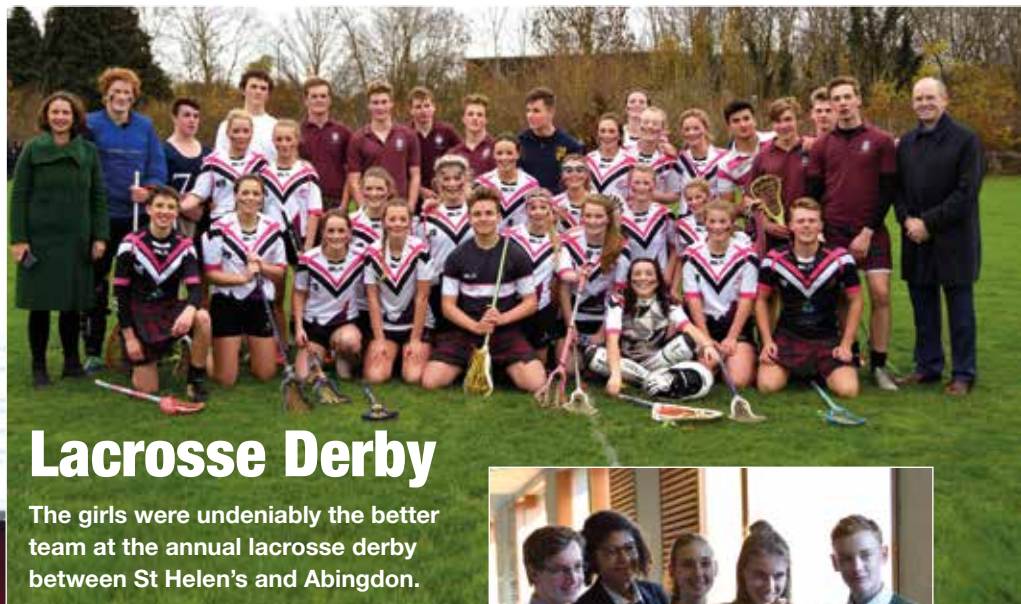 7
Lacrosse Derby
The girls were undeniably the better
team at the annual lacrosse derby
between St Helen's and Abingdon.